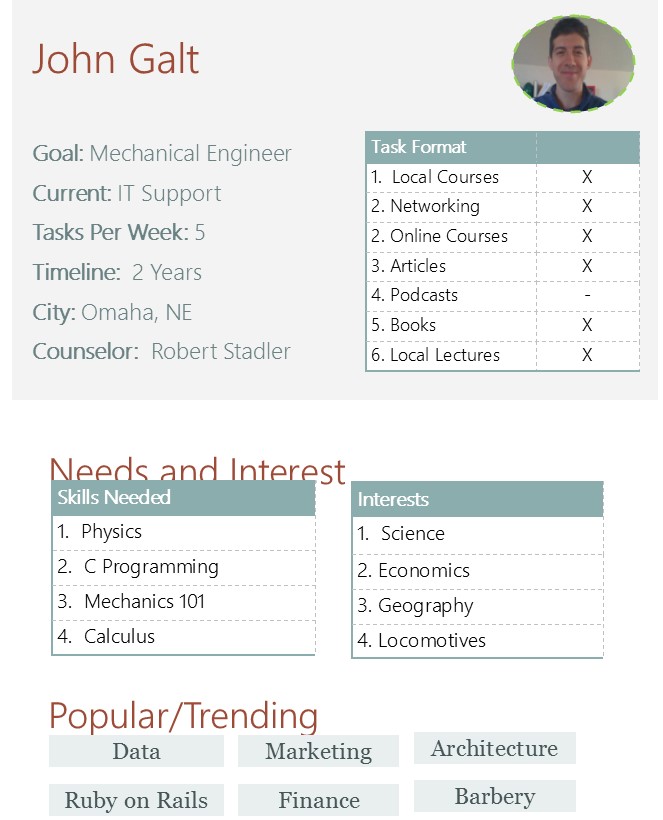 John Galt
Goal: Mechanical Engineer
Current: IT Support
Tasks Per Week: 5
Timeline: 2 Years
City: Omaha, NE
Counselor: Robert Stadler
Task Format
1. Local Courses X
2. Networking X
2. Online Courses X
3. Articles X
4. Podcasts -
5. Books X
6. Local Lectures X
Needs and Interest
Skills Needed
1. Physics
2. C Programming
3. Mechanics 101
4. Calculus
Interests
1. Science
2. Economics
3. Geography
4. Locomotives
Popular/Trending
Data Marketing Architecture
Ruby on Rails Finance Barbery